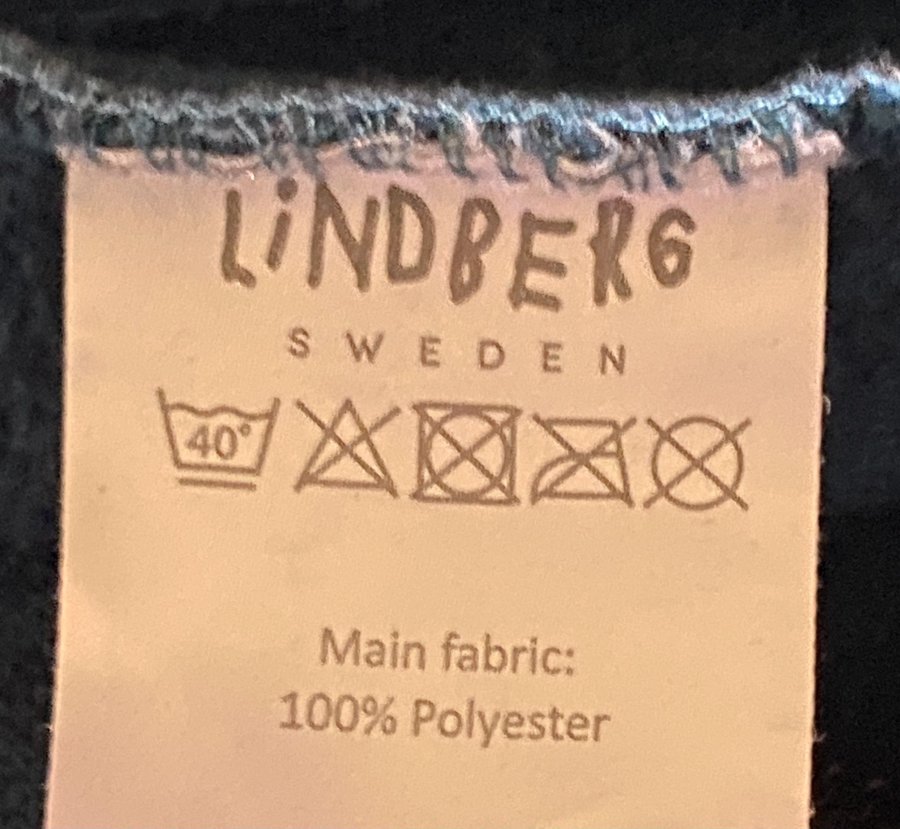 LiNDBERG
SWEDEN
40°
Main fabric:
100% Polyester